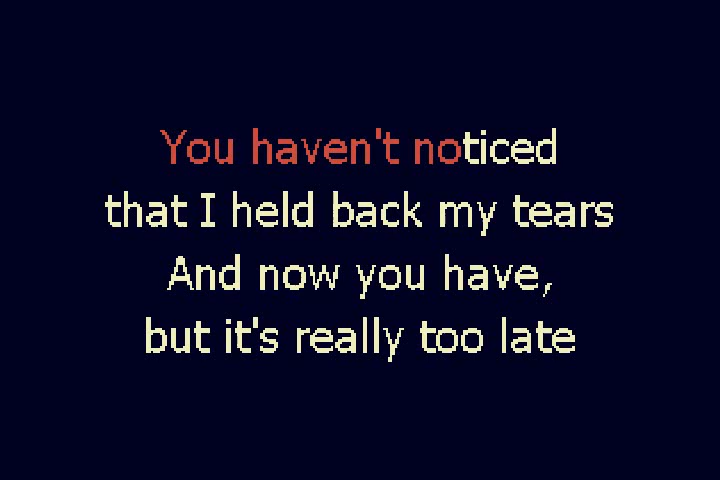 You haven't noticed
that I held back my tears
And now you have,
but it's really too late